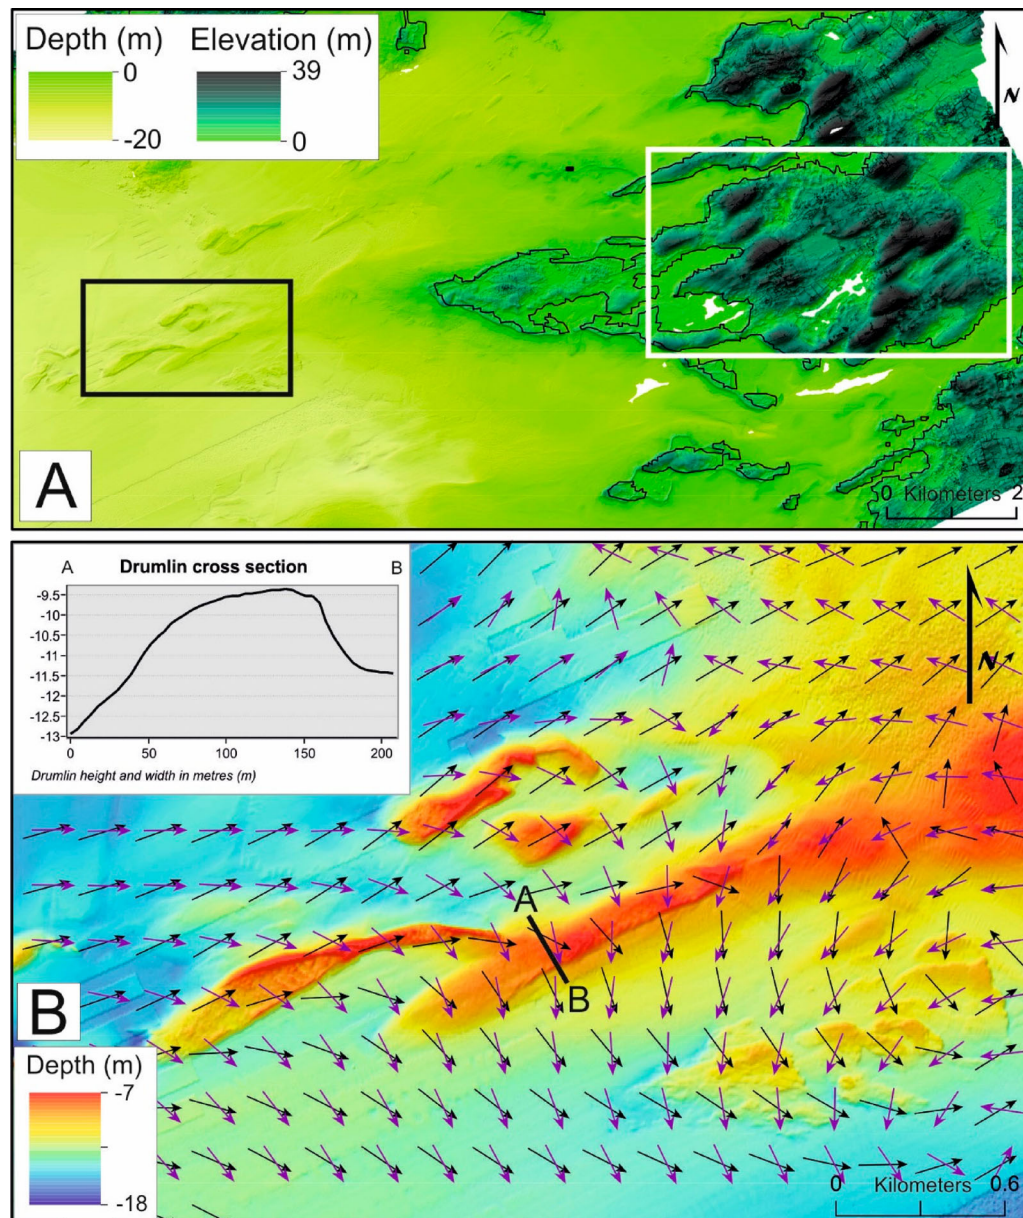 Depth (m)
Elevation (m)
0
-20
39
0
N
A
0 Kilometers 2
A Drumlin cross section B
-9.5
-10
-10.5
-11
-11.5
-12
-12.5
-13
0 50 100 150 200
Drumlin height and width in metres (m)
N
A
B
B
Depth (m)
-7
-18
0 Kilometers 0.6